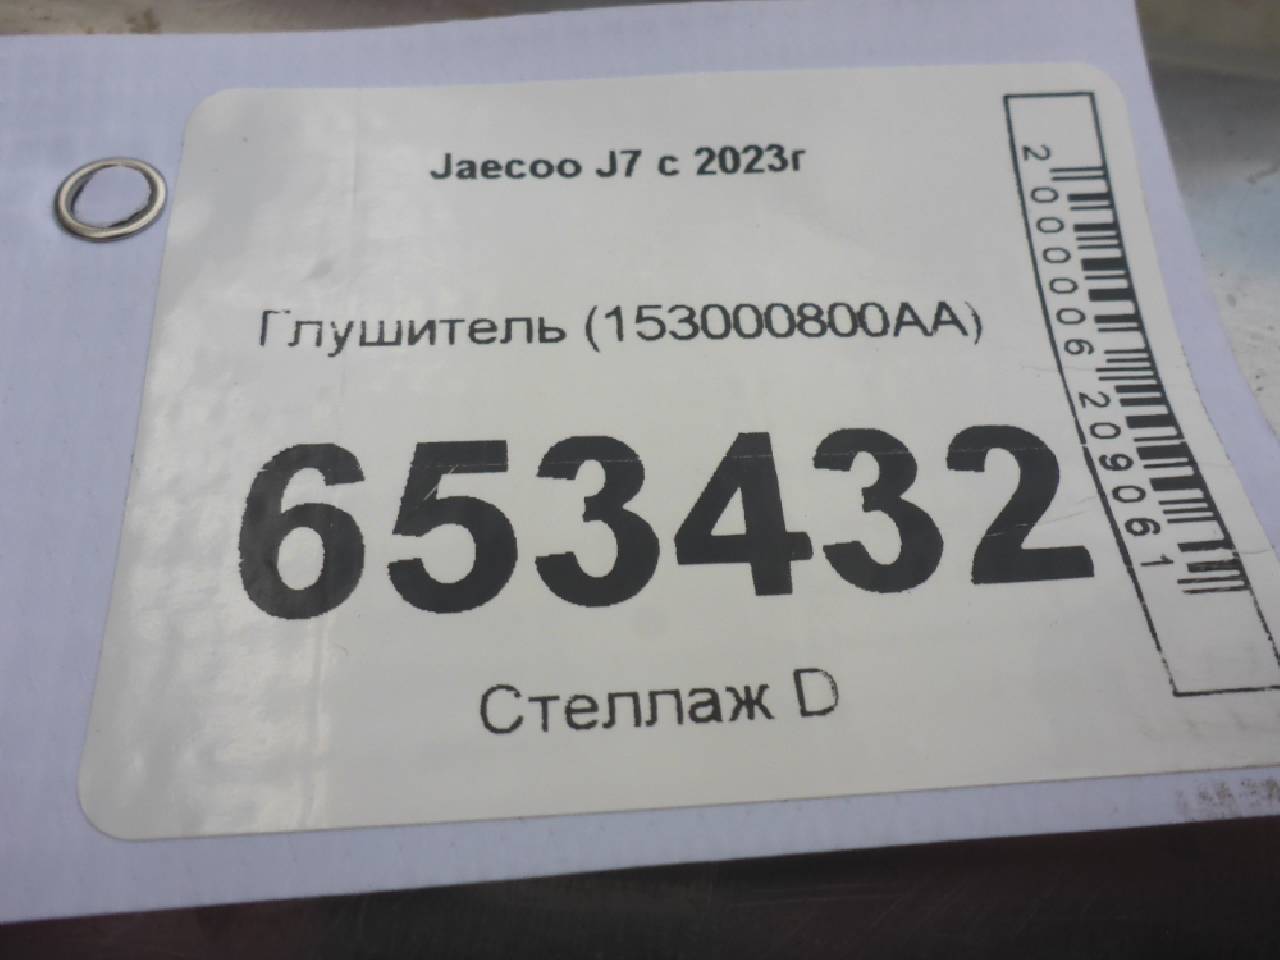 Jaecoo J7 с 2023г
Глушитель (153000800AA)
653432
Стеллаж D
2000006209061